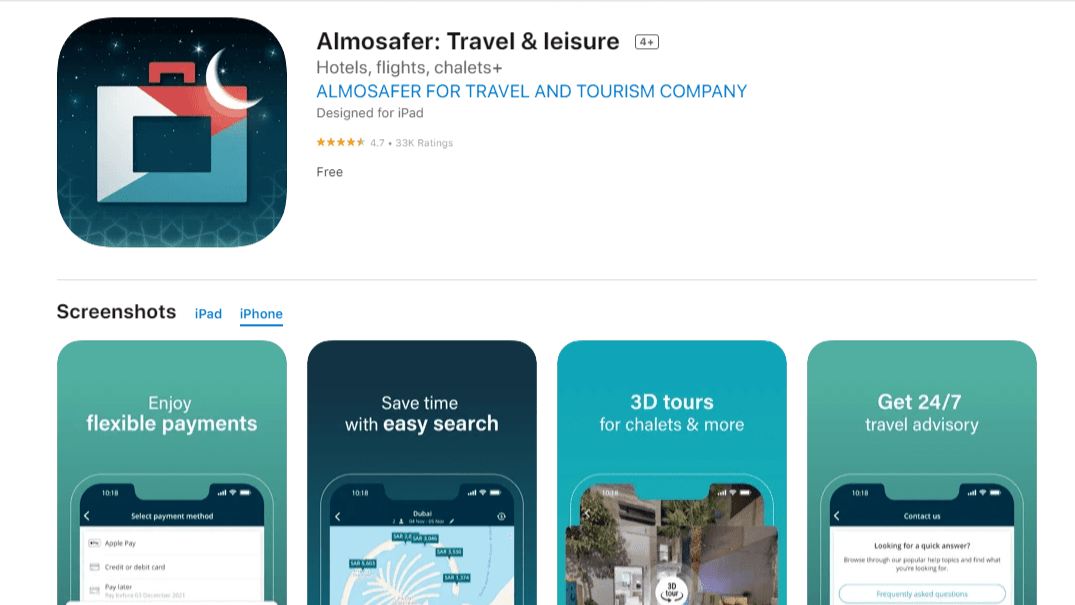 Almosafer: Travel & leisure 4+
Hotels, flights, chalets+
ALMOSAFER FOR TRAVEL AND TOURISM COMPANY
Designed for iPad
4.7 • 33K Ratings
Free
Screenshots iPad iPhone
Enjoy
flexible payments
10:18
Select payment method
Apple Pay
Credit or debit card
Pay later
Pay before 03 December 2021
Save time
with easy search
10:18
Dubai
2 04 Nov - 05 Nov
SAR 3,046
SAR 3,530
SAR 5,603
SAR 1,374
3D tours
for chalets & more
10:18
3D
tour
Get 24/7
travel advisory
10:18
Contact us
Looking for a quick answer?
Browse through our popular help topics and find what
you're looking for.
Frequently asked questions